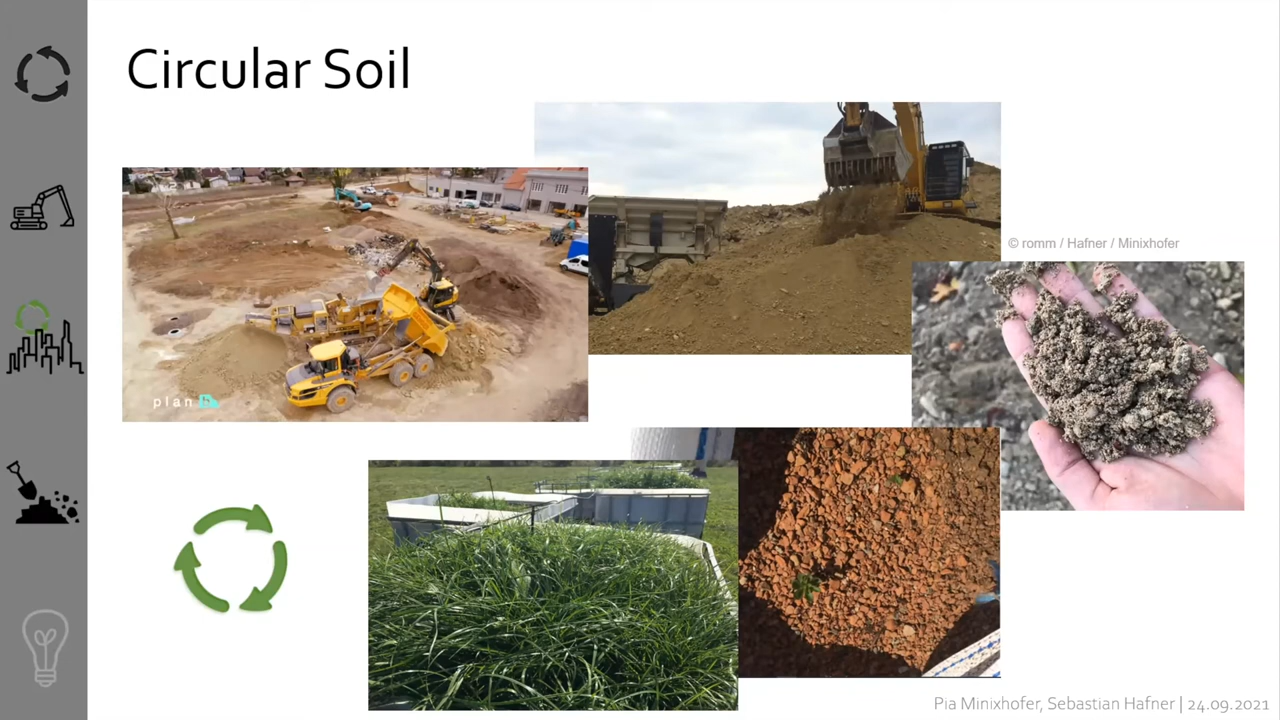 Circular Soil
© romm / Hafner / Minixhofer
plan
Pia Minixhofer, Sebastian Hafner | 24.09.2021